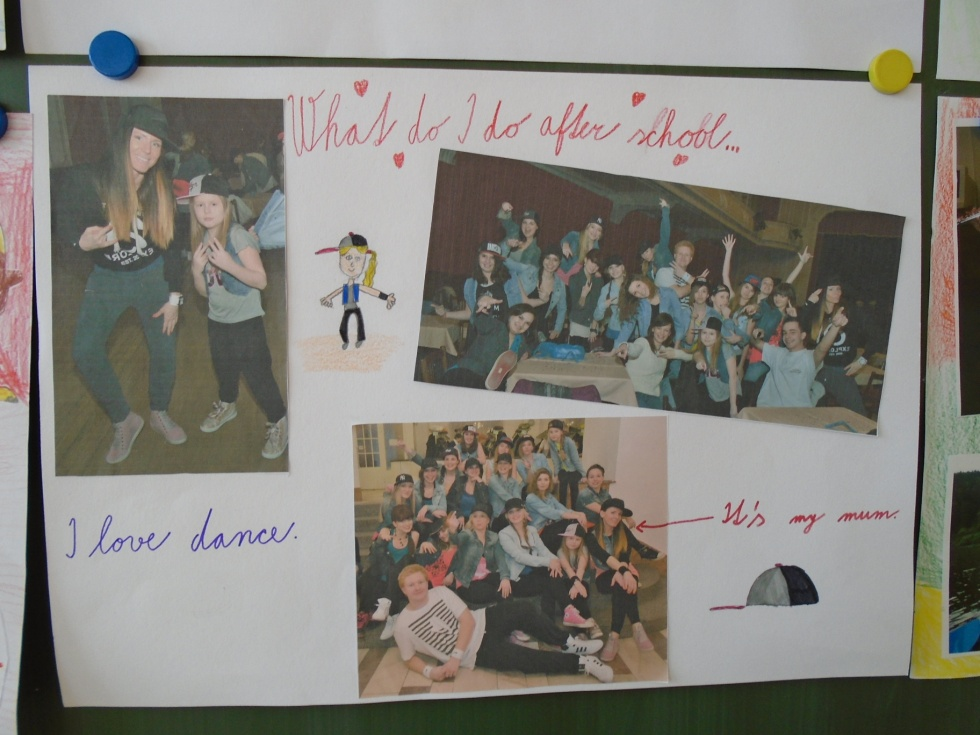 What do I do after school...
I love dance.
It's my mum.